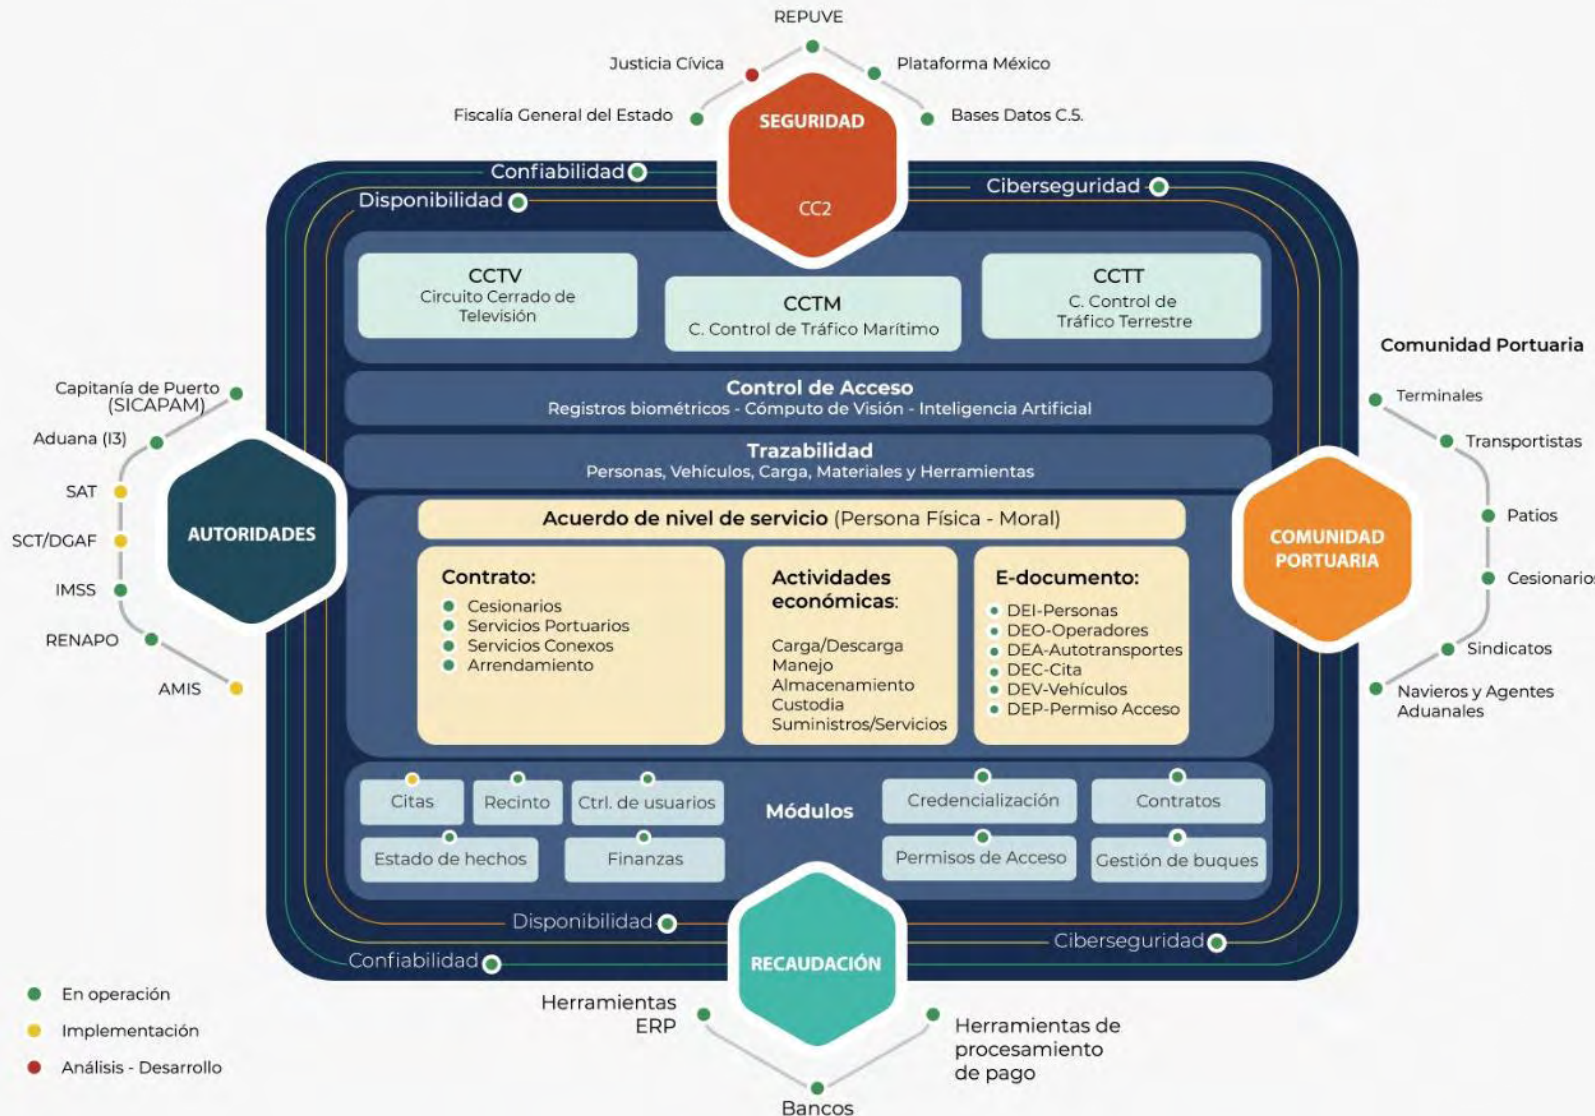 REPUVE
Justicia Cívica
Plataforma México
Fiscalía General del Estado
Bases Datos C.5.
SEGURIDAD
CC2
Confiabilidad
Disponibilidad
Ciberseguridad
CCTV
Circuito Cerrado de
Televisión
CCTM
C. Control de Tráfico Marítimo
CCTT
C. Control de
Tráfico Terrestre
Control de Acceso
Registros biométricos - Cómputo de Visión - Inteligencia Artificial
Trazabilidad
Personas, Vehículos, Carga, Materiales y Herramientas
Capitanía de Puerto
(SICAPAM)
Aduana (I3)
SAT
SCT/DGAF
IMSS
RENAPO
AMIS
AUTORIDADES
Acuerdo de nivel de servicio (Persona Física - Moral)
Contrato:
Cesionarios
Servicios Portuarios
Servicios Conexos
Arrendamiento
Actividades
económicas:
Carga/Descarga
Manejo
Almacenamiento
Custodia
Suministros/Servicios
E-documento:
DEI-Personas
DEO-Operadores
DEA-Autotransportes
DEC-Cita
DEV-Vehículos
DEP-Permiso Acceso
COMUNIDAD
PORTUARIA
Comunidad Portuaria
Terminales
Transportistas
Patios
Cesionarios
Sindicatos
Navieros y Agentes
Aduanales
Citas
Recinto
Ctrl. de usuarios
Módulos
Credencialización
Contratos
Estado de hechos
Finanzas
Permisos de Acceso
Gestión de buques
Disponibilidad
Ciberseguridad
Confiabilidad
RECAUDACIÓN
Herramientas
ERP
Herramientas de
procesamiento
de pago
Bancos
En operación
Implementación
Análisis - Desarrollo